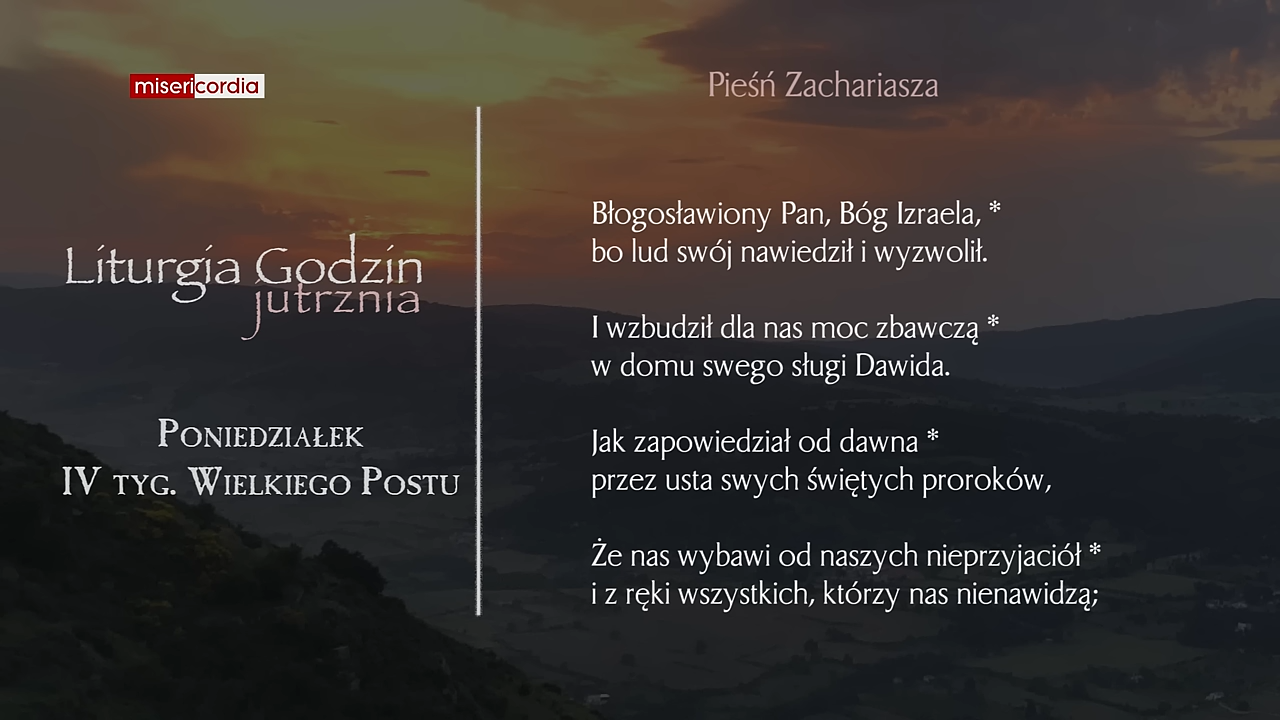 misericordia
Liturgia Godzin
jutrznia
Poniedziałek
IV tyg. Wielkiego Postu
Pieśń Zachariasza
Błogosławiony Pan, Bóg Izraela, *
bo lud swój nawiedził i wyzwolił.
I wzbudził dla nas moc zbawczą *
w domu swego sługi Dawida.
Jak zapowiedział od dawna *
przez usta swych świętych proroków,
Że nas wybawi od naszych nieprzyjaciół *
i z ręki wszystkich, którzy nas nienawidzą;